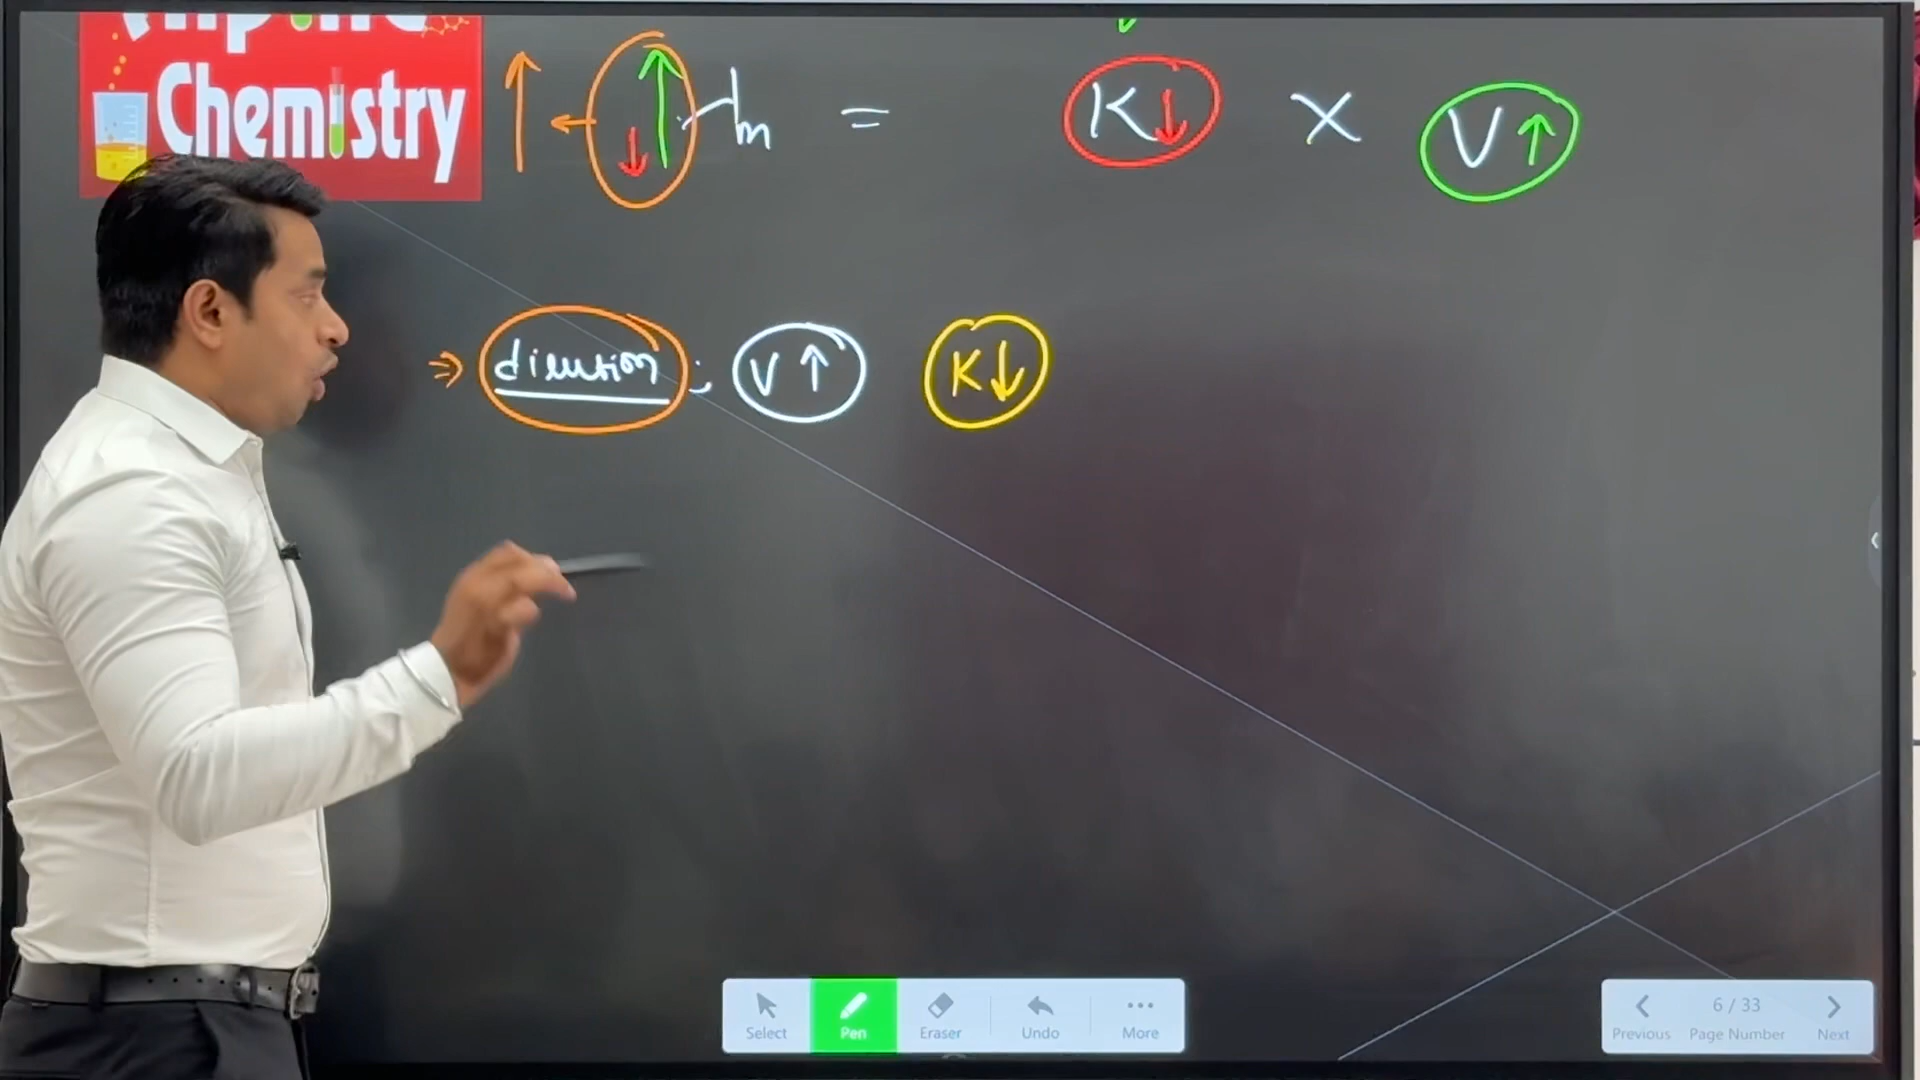 Chemistry
↑ ← ↓ ↑ Λm = K↓ × V↑
⇒ dilution : V↑ K↓
Select Pen Eraser Undo More
6 / 33
Previous Page Number Next